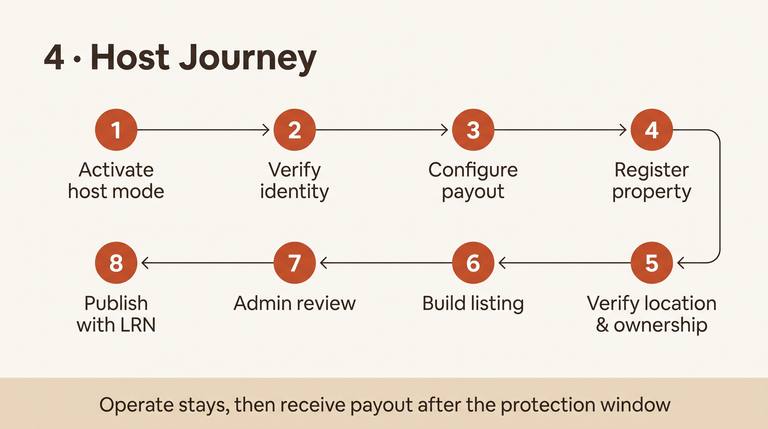 4 · Host Journey
1
Activate
host mode
2
Verify
identity
3
Configure
payout
4
Register
property
5
Verify location
& ownership
6
Build listing
7
Admin review
8
Publish
with LRN
Operate stays, then receive payout after the protection window